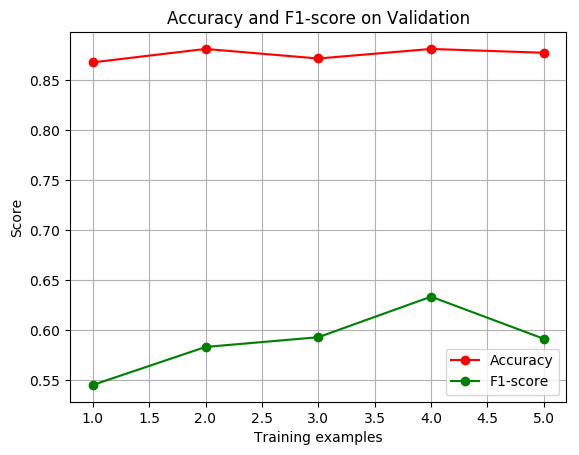 Accuracy and F1-score on Validation
Score
0.85
0.80
0.75
0.70
0.65
0.60
0.55
Accuracy
F1-score
1.0 1.5 2.0 2.5 3.0 3.5 4.0 4.5 5.0
Training examples